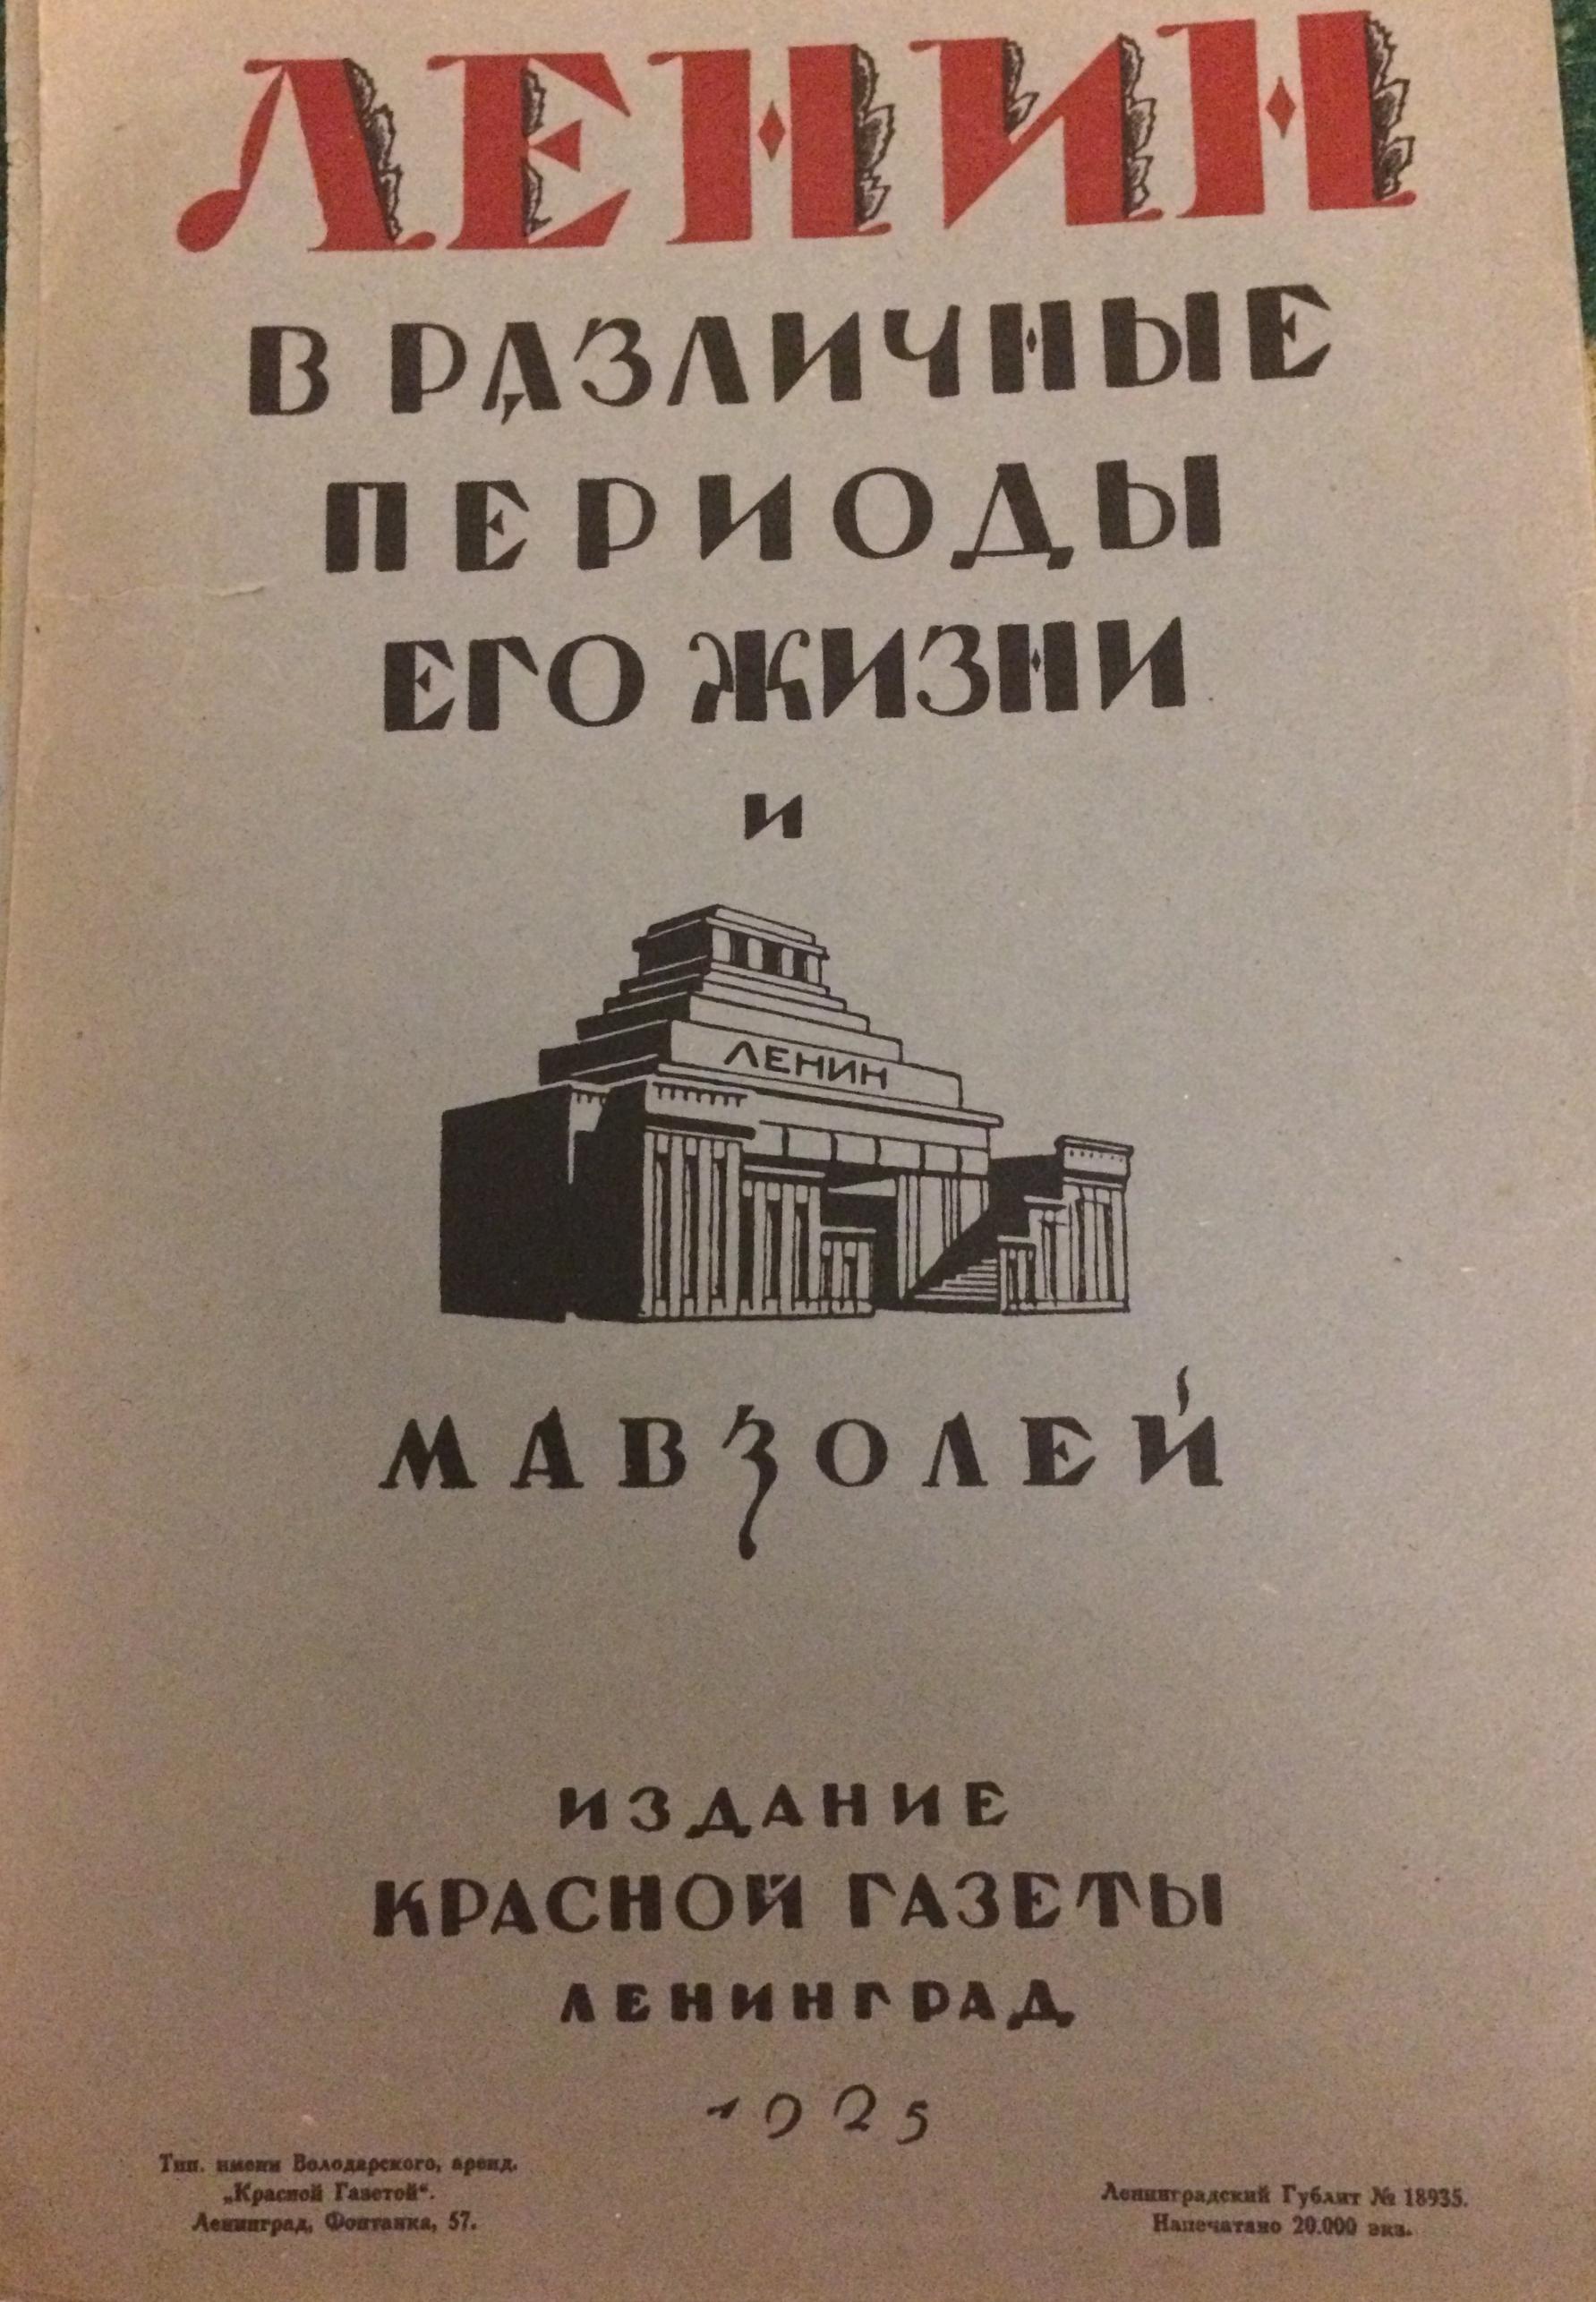 ЛЕНИН
В РАЗЛИЧНЫЕ
ПЕРИОДЫ
ЕГО ЖИЗНИ
И
ЛЕНИН
МАВЗОЛЕЙ
ИЗДАНИЕ
КРАСНОЙ ГАЗЕТЫ
ЛЕНИНГРАД
1925
Тип. имени Володарского, аренд.
„Красной Газетой“.
Ленинград, Фонтанка, 57.
Ленинградский Гублит № 18935.
Напечатано 20.000 экз.